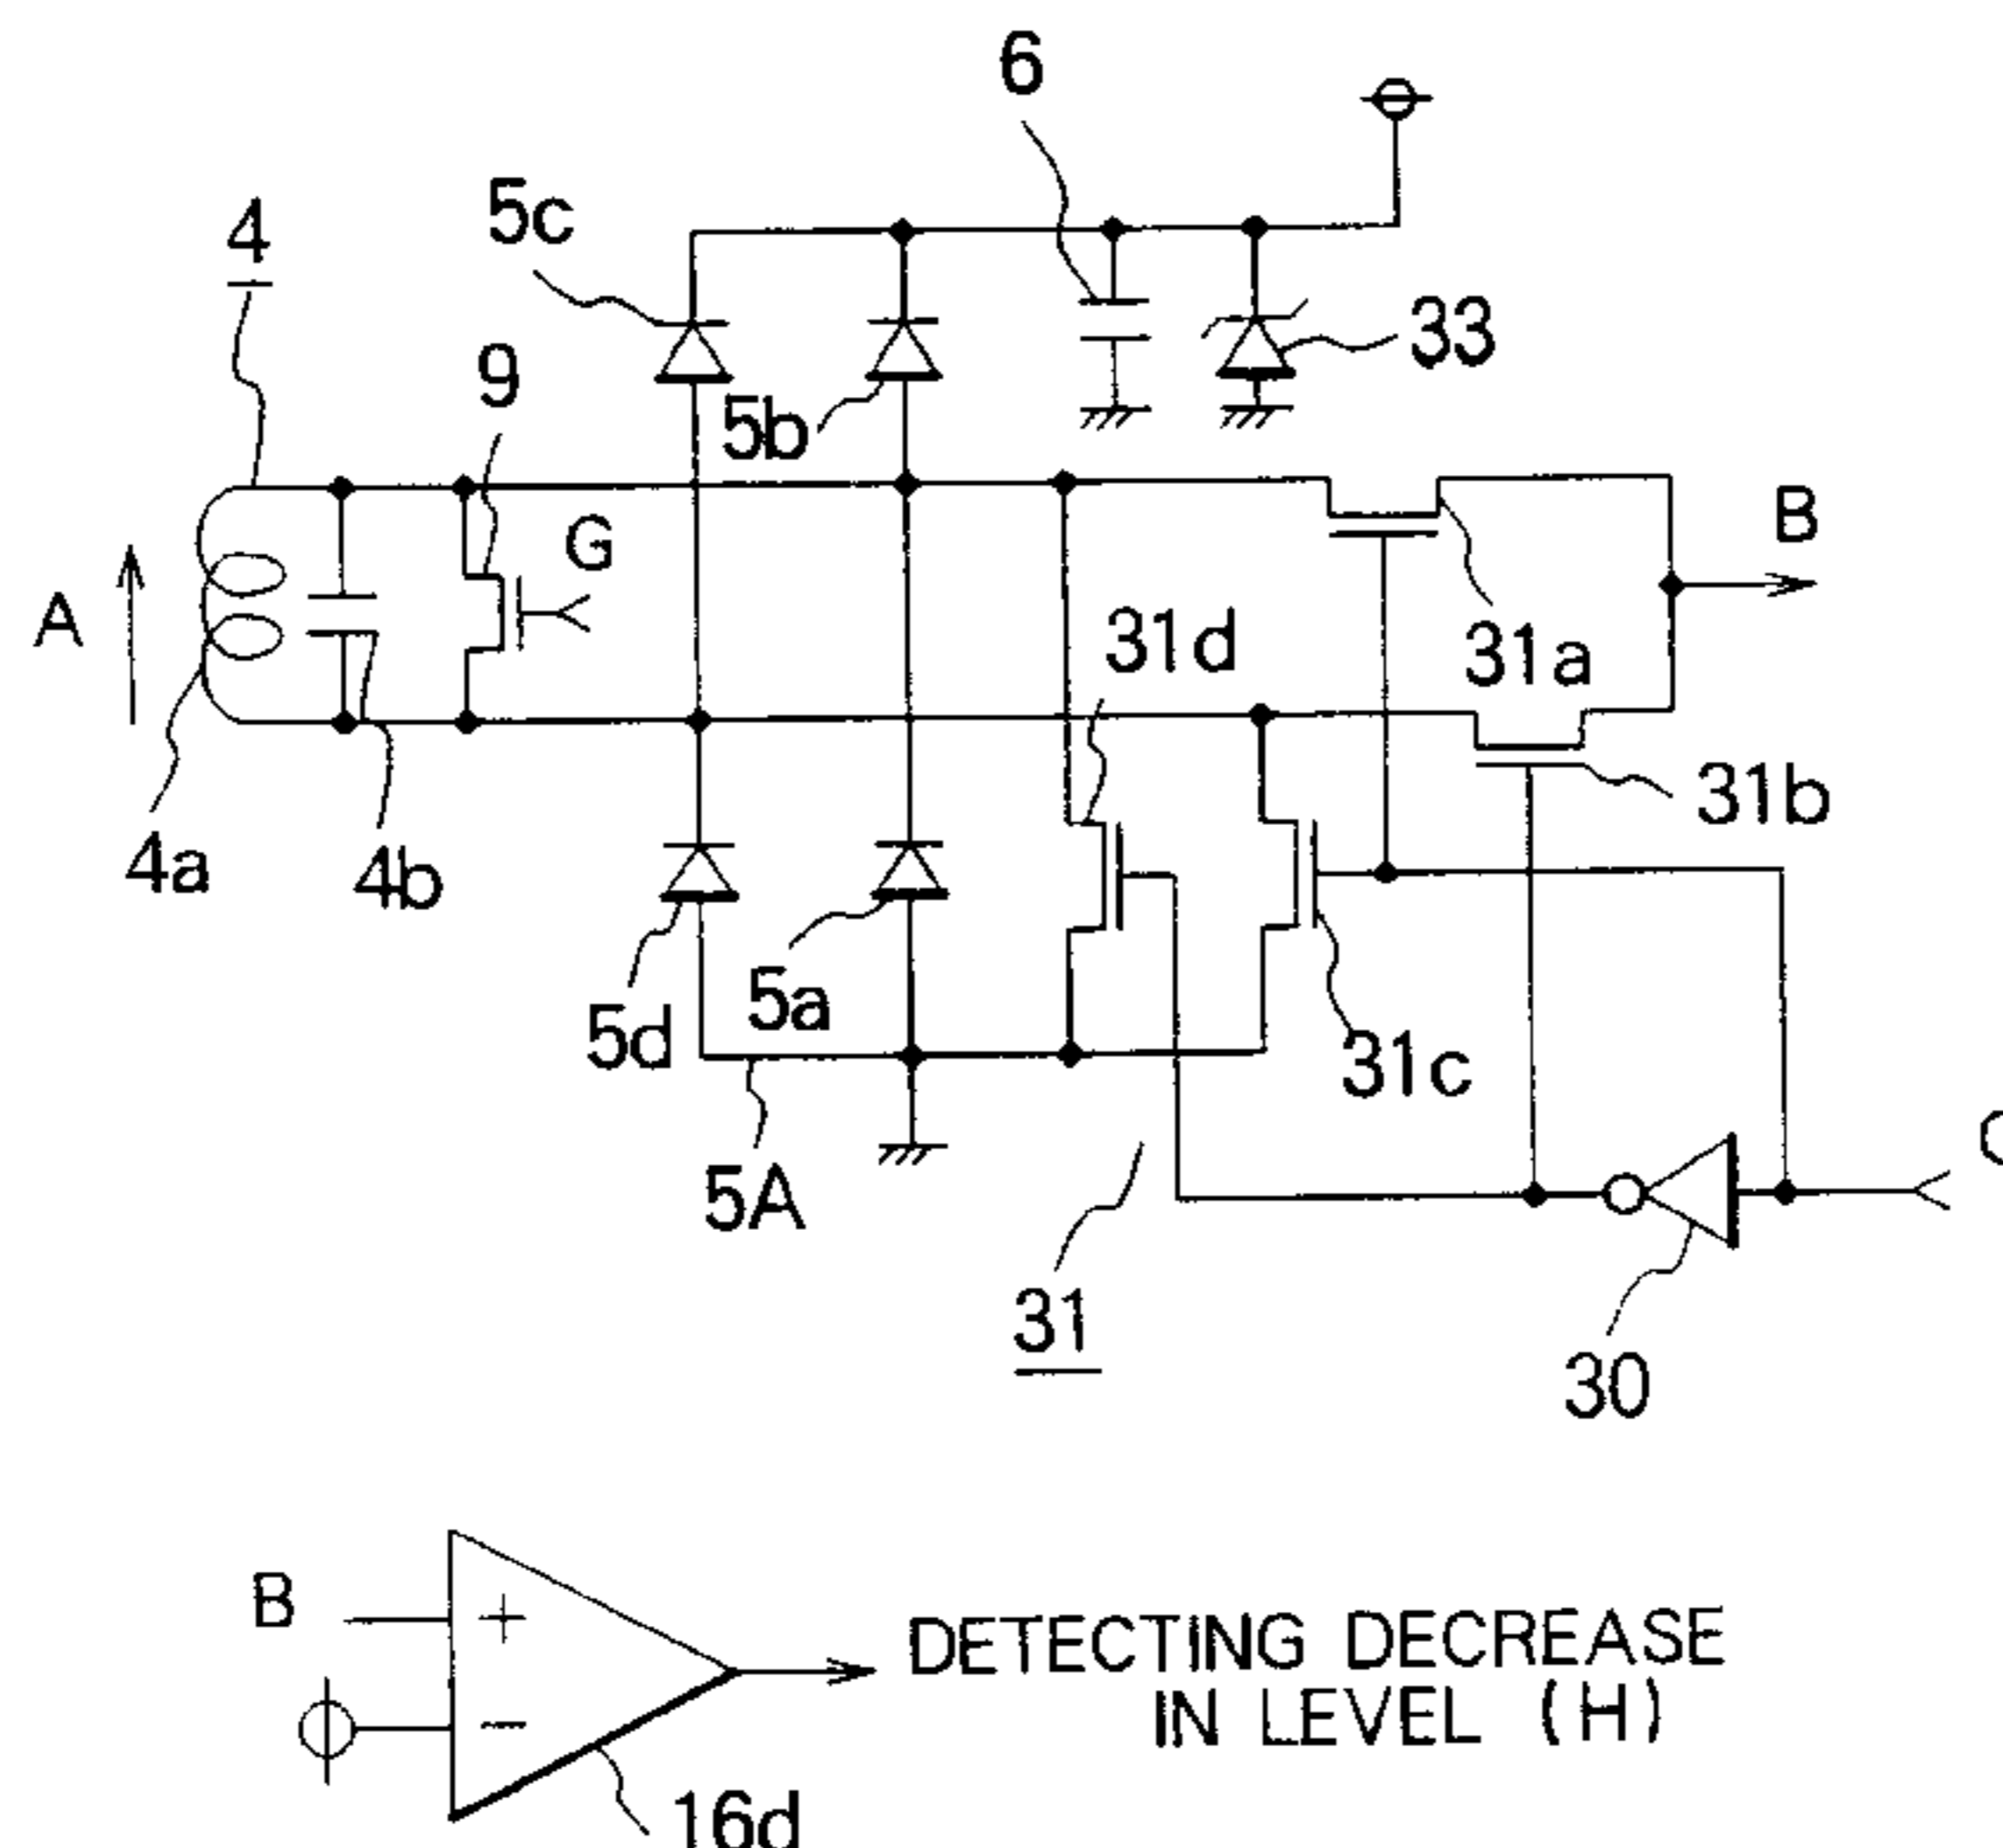 6
5c
4
33
9
5b
G
B
A
31d
31a
31b
4a
4b
5a
5d
31c
5A
31
30
B
+
DETECTING DECREASE
IN LEVEL (H)
−
16d